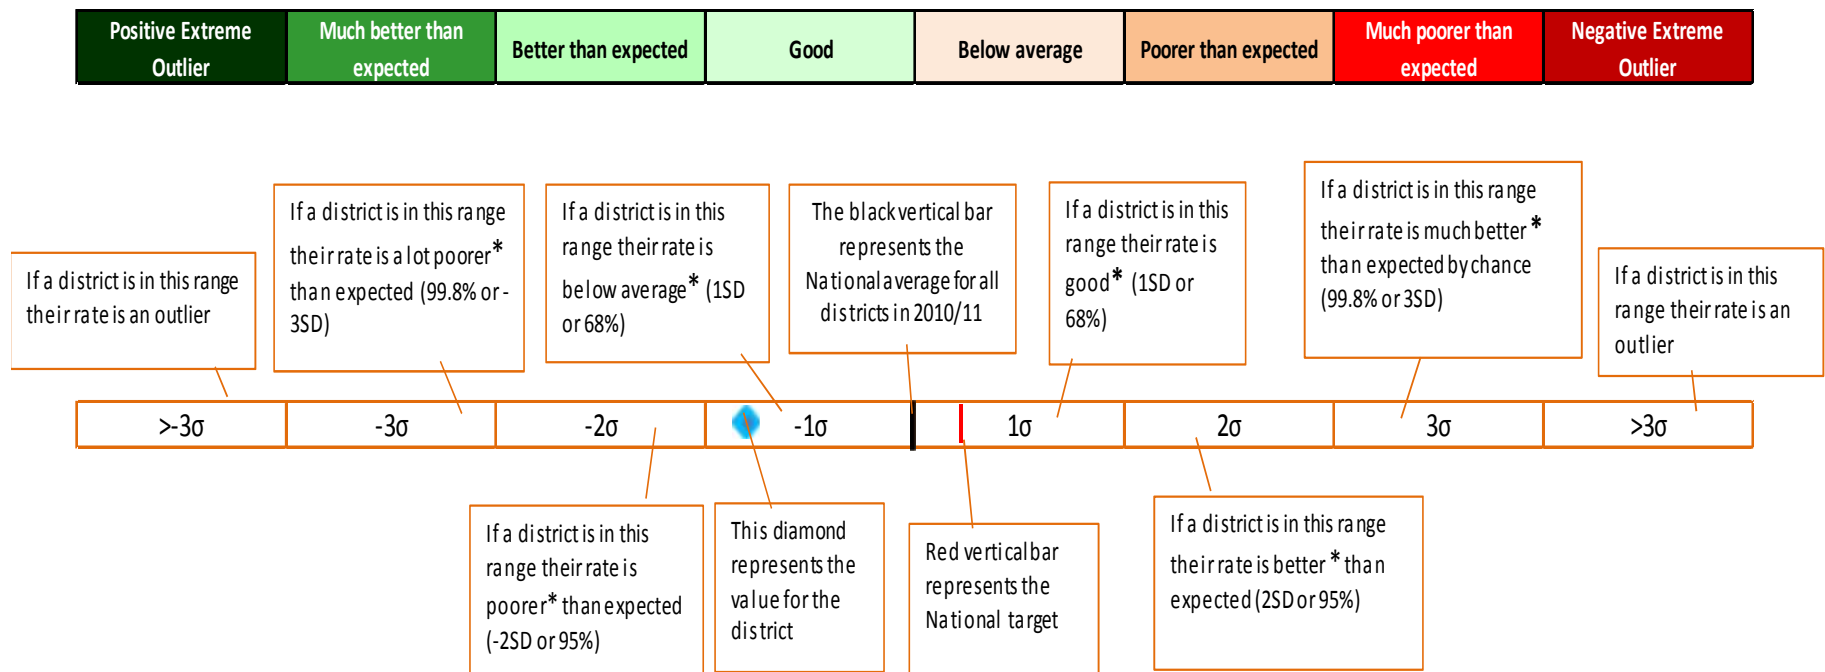 Positive Extreme
Outlier
Much better than
expected
Better than expected
Good
Below average
Poorer than expected
Much poorer than
expected
Negative Extreme
Outlier
If a district is in this range
their rate is an outlier
If a district is in this range
their rate is a lot poorer*
than expected (99.8% or -
3SD)
If a district is in this
range their rate is
below average* (1SD
or 68%)
The black vertical bar
represents the
National average for all
districts in 2010/11
If a district is in this
range their rate is
good* (1SD or
68%)
If a district is in this range
their rate is much better *
than expected by chance
(99.8% or 3SD)
If a district is in this
range their rate is an
outlier
>-3σ
-3σ
-2σ
-1σ
1σ
2σ
3σ
>3σ
If a district is in this
range their rate is
poorer* than expected
(-2SD or 95%)
This diamond
represents the
value for the
district
Red vertical bar
represents the
National target
If a district is in this range
their rate is better * than
expected (2SD or 95%)